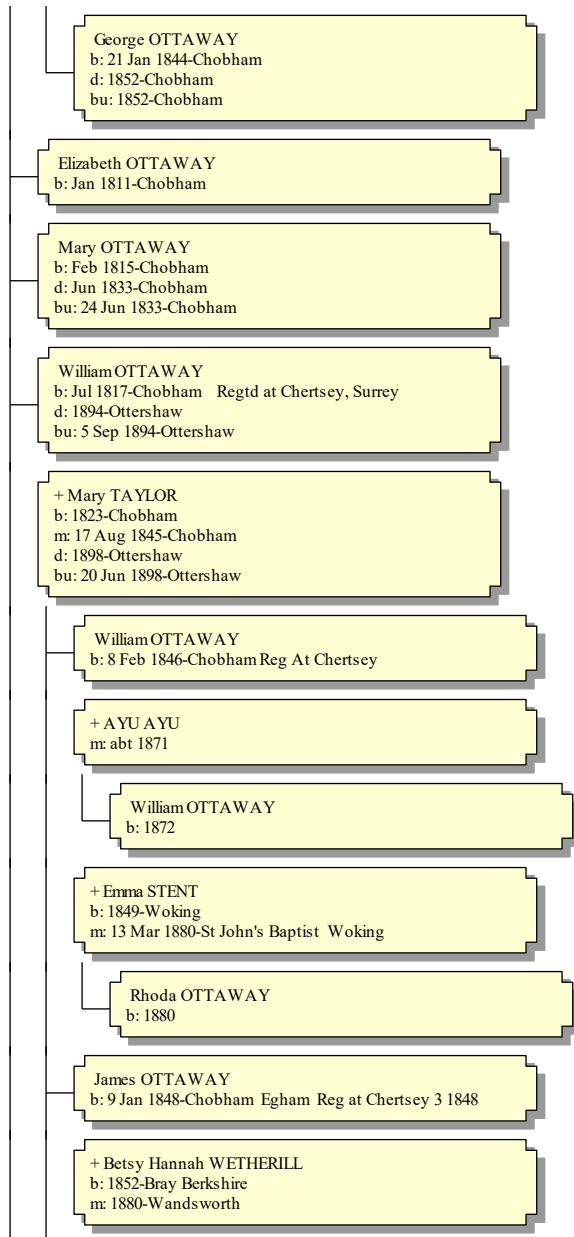 George OTTAWAY
b: 21 Jan 1844-Chobham
d: 1852-Chobham
bu: 1852-Chobham
Elizabeth OTTAWAY
b: Jan 1811-Chobham
Mary OTTAWAY
b: Feb 1815-Chobham
d: Jun 1833-Chobham
bu: 24 Jun 1833-Chobham
William OTTAWAY
b: Jul 1817-Chobham Regtd at Chertsey, Surrey
d: 1894-Ottershaw
bu: 5 Sep 1894-Ottershaw
+ Mary TAYLOR
b: 1823-Chobham
m: 17 Aug 1845-Chobham
d: 1898-Ottershaw
bu: 20 Jun 1898-Ottershaw
William OTTAWAY
b: 8 Feb 1846-Chobham Reg At Chertsey
+ AYU AYU
m: abt 1871
William OTTAWAY
b: 1872
+ Emma STENT
b: 1849-Woking
m: 13 Mar 1880-St John's Baptist Woking
Rhoda OTTAWAY
b: 1880
James OTTAWAY
b: 9 Jan 1848-Chobham Egham Reg at Chertsey 3 1848
+ Betsy Hannah WETHERILL
b: 1852-Bray Berkshire
m: 1880-Wandsworth